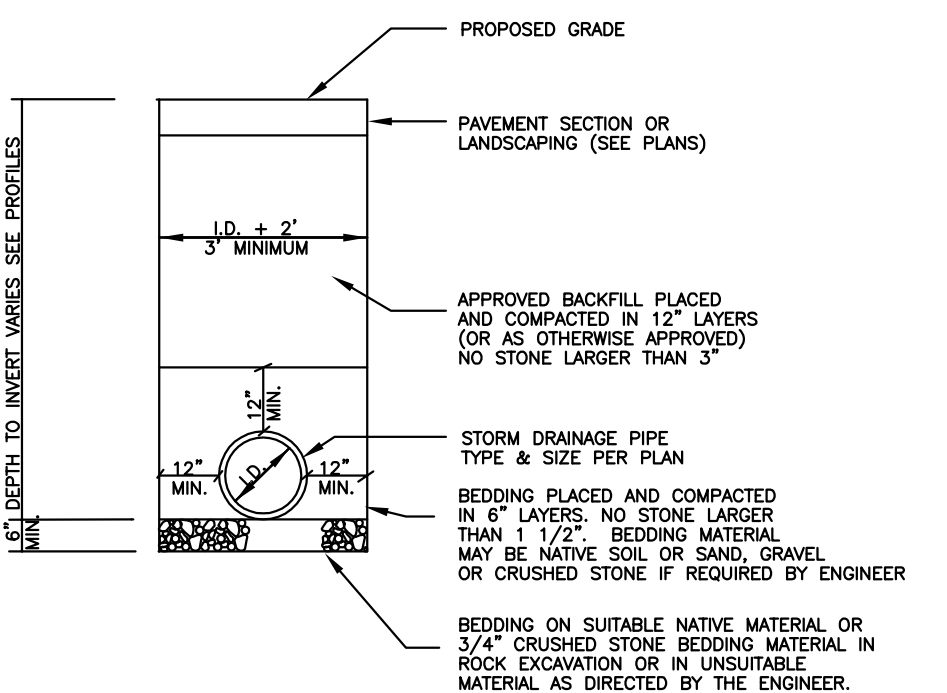 PROPOSED GRADE
PAVEMENT SECTION OR
LANDSCAPING (SEE PLANS)
I.D. + 2'
3' MINIMUM
APPROVED BACKFILL PLACED
AND COMPACTED IN 12" LAYERS
(OR AS OTHERWISE APPROVED)
NO STONE LARGER THAN 3"
DEPTH TO INVERT VARIES SEE PROFILES
6"
MIN.
12"
MIN.
12"
MIN.
I.D.
12"
MIN.
STORM DRAINAGE PIPE
TYPE & SIZE PER PLAN
BEDDING PLACED AND COMPACTED
IN 6" LAYERS. NO STONE LARGER
THAN 1 1/2". BEDDING MATERIAL
MAY BE NATIVE SOIL OR SAND, GRAVEL
OR CRUSHED STONE IF REQUIRED BY ENGINEER
BEDDING ON SUITABLE NATIVE MATERIAL OR
3/4" CRUSHED STONE BEDDING MATERIAL IN
ROCK EXCAVATION OR IN UNSUITABLE
MATERIAL AS DIRECTED BY THE ENGINEER.